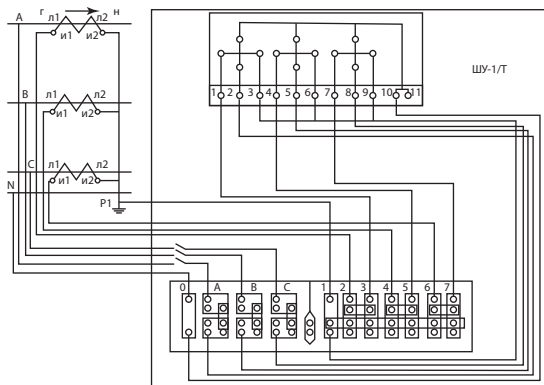 А г н
л1 л2
и1 и2
В л1 л2
и1 и2
С л1 л2
и1 и2
N
Р1
ШУ-1/Т
1 2 3 4 5 6 7 8 9 10 11
0 А В С 1 2 3 4 5 6 7